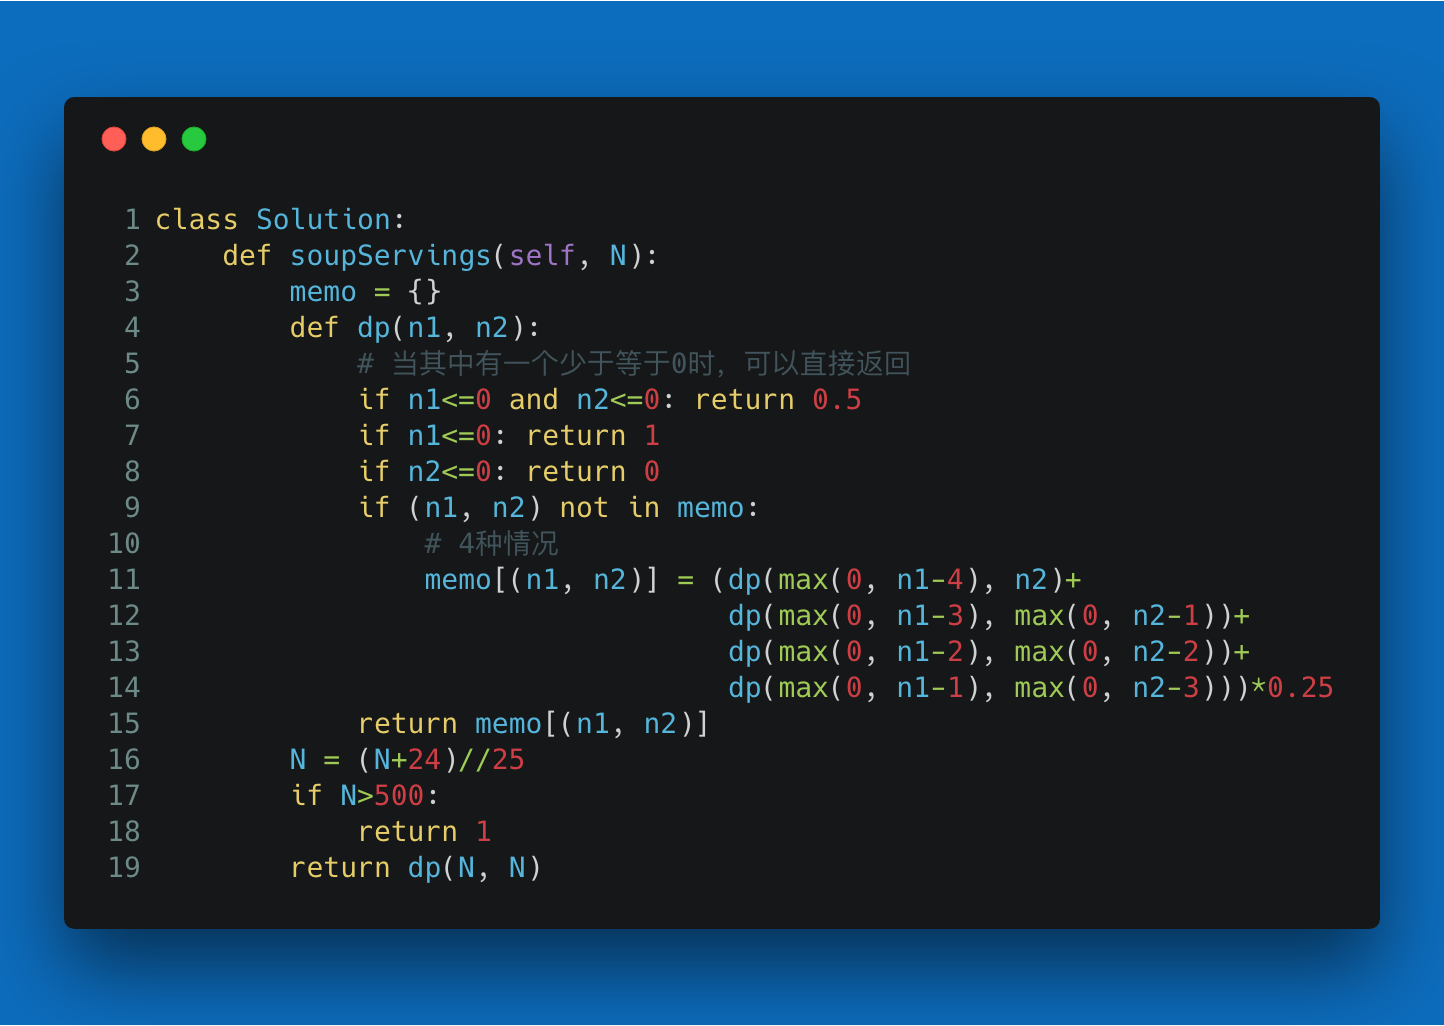 1 class Solution:
2     def soupServings(self, N):
3         memo = {}
4         def dp(n1, n2):
5             # 当其中有一个少于等于0时，可以直接返回
6             if n1<=0 and n2<=0: return 0.5
7             if n1<=0: return 1
8             if n2<=0: return 0
9             if (n1, n2) not in memo:
10                 # 4种情况
11                 memo[(n1, n2)] = (dp(max(0, n1-4), n2)+
12                                   dp(max(0, n1-3), max(0, n2-1))+
13                                   dp(max(0, n1-2), max(0, n2-2))+
14                                   dp(max(0, n1-1), max(0, n2-3)))*0.25
15             return memo[(n1, n2)]
16         N = (N+24)//25
17         if N>500:
18             return 1
19         return dp(N, N)